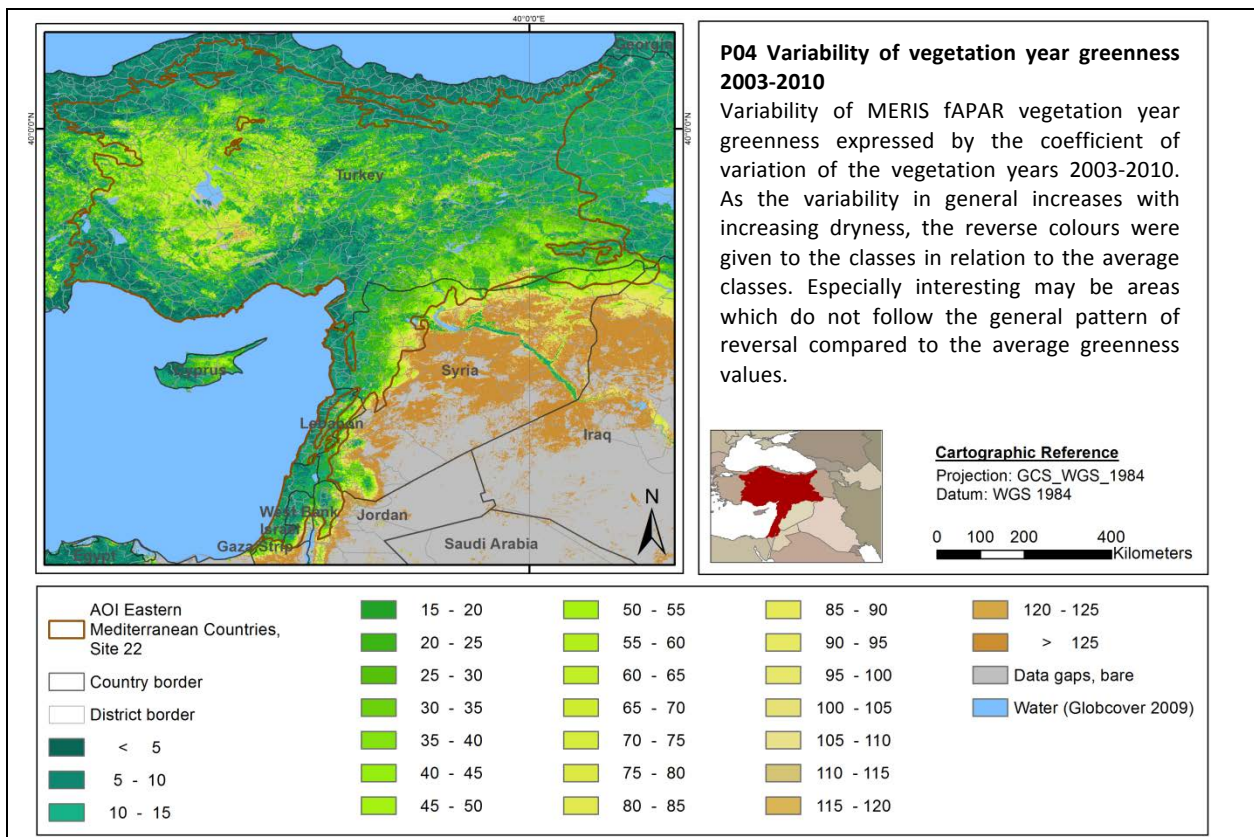 40°0'0"E
40°0'0"N
40°0'0"N
Georgia
Turkey
Cyprus
Syria
Lebanon
Iraq
West Bank
Israel
Jordan
Gaza Strip
Saudi Arabia
Egypt
N
P04 Variability of vegetation year greenness
2003-2010
Variability of MERIS fAPAR vegetation year
greenness expressed by the coefficient of
variation of the vegetation years 2003-2010.
As the variability in general increases with
increasing dryness, the reverse colours were
given to the classes in relation to the average
classes. Especially interesting may be areas
which do not follow the general pattern of
reversal compared to the average greenness
values.
Cartographic Reference
Projection: GCS_WGS_1984
Datum: WGS 1984
0 100 200 400
Kilometers
AOI Eastern
Mediterranean Countries,
Site 22
Country border
District border
< 5
5 - 10
10 - 15
15 - 20
20 - 25
25 - 30
30 - 35
35 - 40
40 - 45
45 - 50
50 - 55
55 - 60
60 - 65
65 - 70
70 - 75
75 - 80
80 - 85
85 - 90
90 - 95
95 - 100
100 - 105
105 - 110
110 - 115
115 - 120
120 - 125
> 125
Data gaps, bare
Water (Globcover 2009)